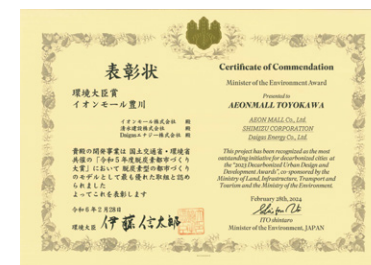 表彰状
環境大臣賞
イオンモール豊川
イオンモール株式会社 殿
清水建設株式会社 殿
Daigasエナジー株式会社 殿
貴殿の開発事業は 国土交通省・環境省
共催の「令和5年度脱炭素都市づくり
大賞」において 脱炭素型の都市づくり
のモデルとして最も優れた取組と認め
られました
よってこれを表彰します
令和6年2月28日
環境大臣 伊藤信太郎
Certificate of Commendation
Minister of the Environment Award
Presented to
AEONMALL TOYOKAWA
AEON MALL Co., Ltd.
SHIMIZU CORPORATION
Daigas Energy Co., Ltd.
This project has been recognized as the most
outstanding initiative for decarbonized cities at
the "2023 Decarbonized Urban Design and
Development Awards", co-sponsored by the
Ministry of Land, Infrastructure, Transport and
Tourism and the Ministry of the Environment.
February 28th, 2024
ITO shintaro
Minister of the Environment, JAPAN